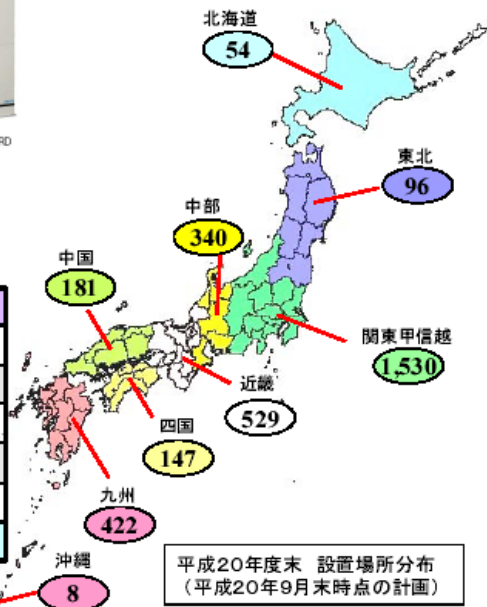 北海道
54
RD
東北
96
中部
340
中国
181
関東甲信越
1,530
近畿
529
四国
147
九州
422
沖縄
8
平成20年度末 設置場所分布
(平成20年9月末時点の計画)